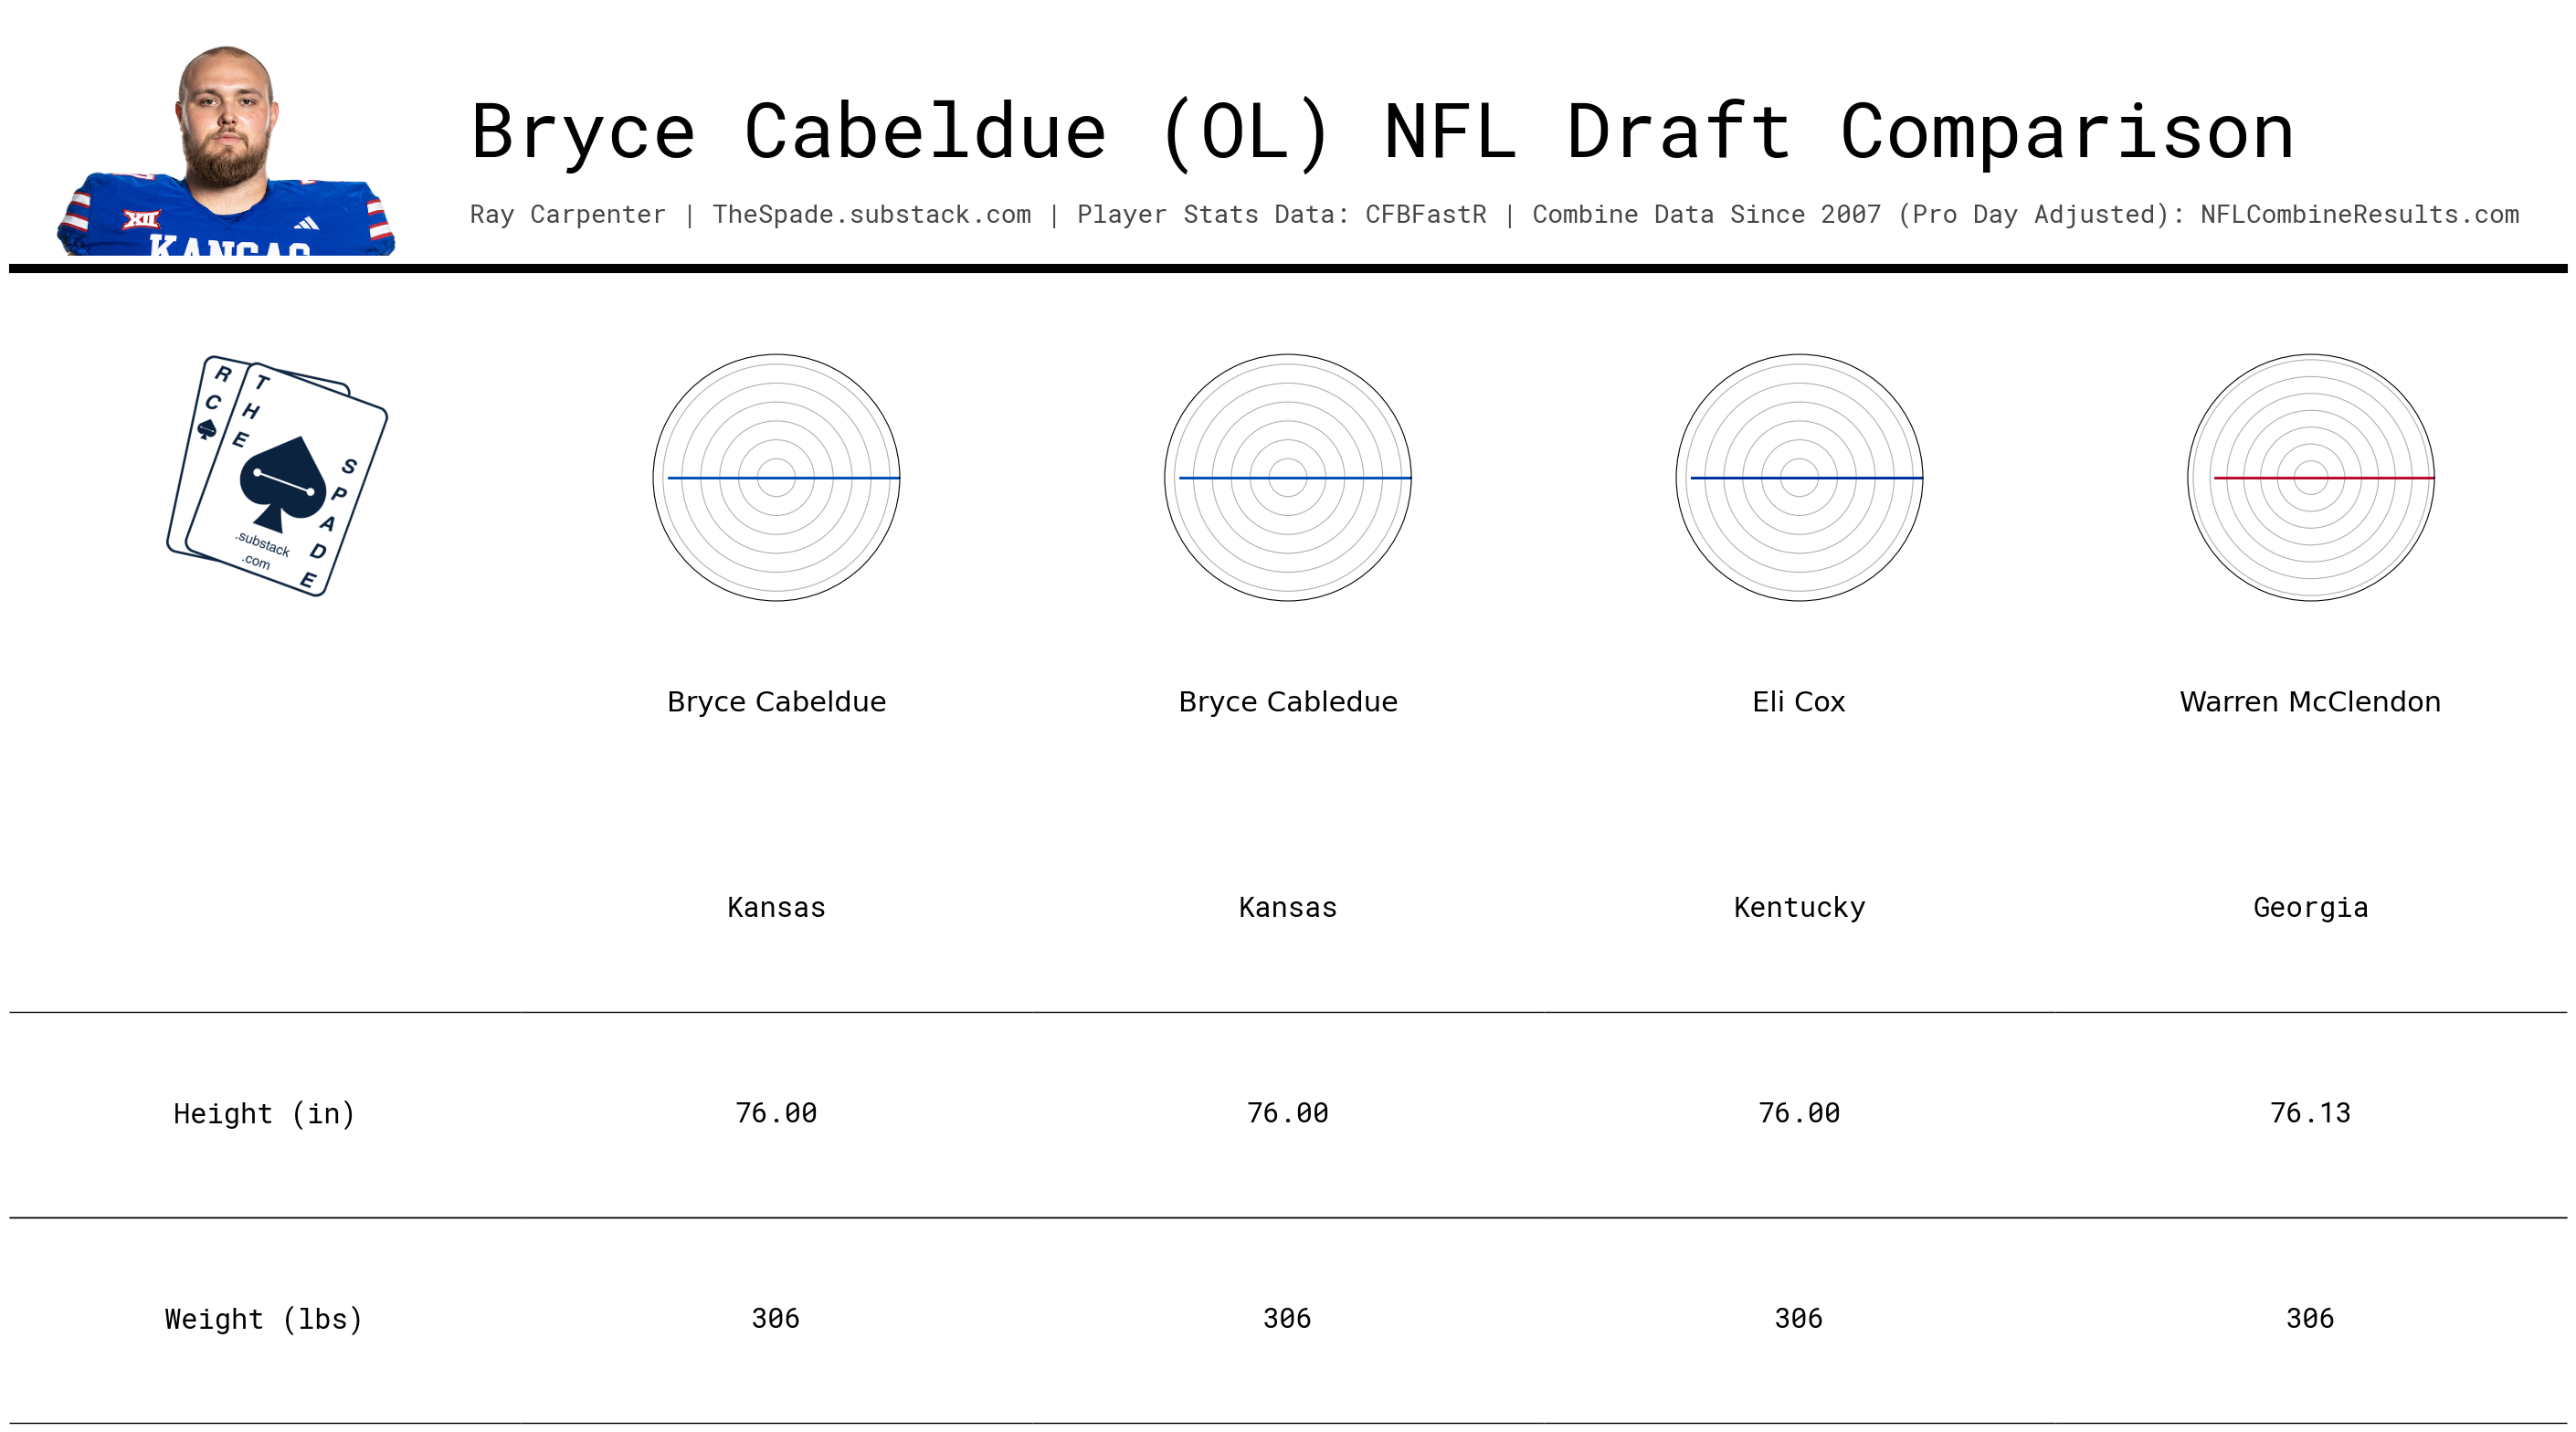 Bryce Cabeldue (OL) NFL Draft Comparison
Ray Carpenter | TheSpade.substack.com | Player Stats Data: CFBFastR | Combine Data Since 2007 (Pro Day Adjusted): NFLCombineResults.com
XII
KANSAS
R C
THE
SPADE
.substack
.com
Bryce Cabeldue Bryce Cabledue Eli Cox Warren McClendon
Kansas Kansas Kentucky Georgia
Height (in) 76.00 76.00 76.00 76.13
Weight (lbs) 306 306 306 306